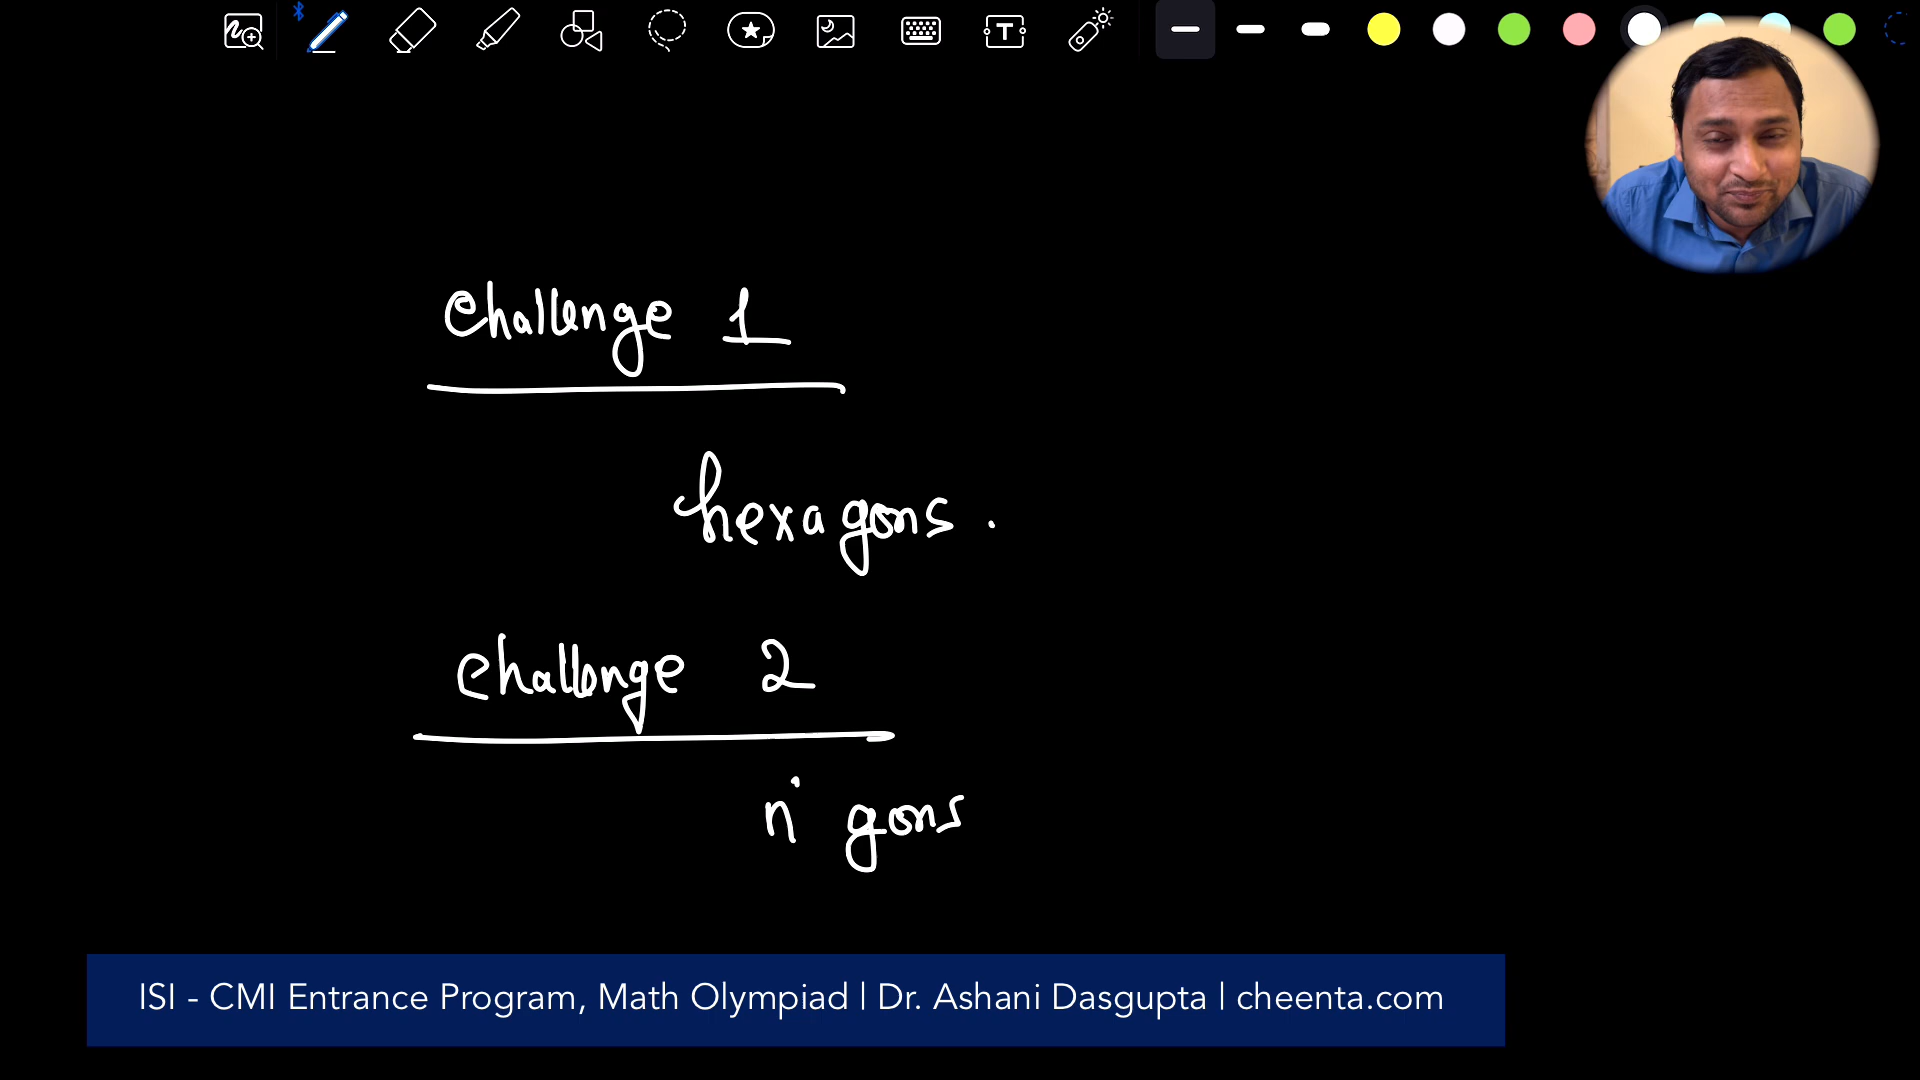 challenge 1
hexagons.
challenge 2
n gons
ISI - CMI Entrance Program, Math Olympiad | Dr. Ashani Dasgupta | cheenta.com